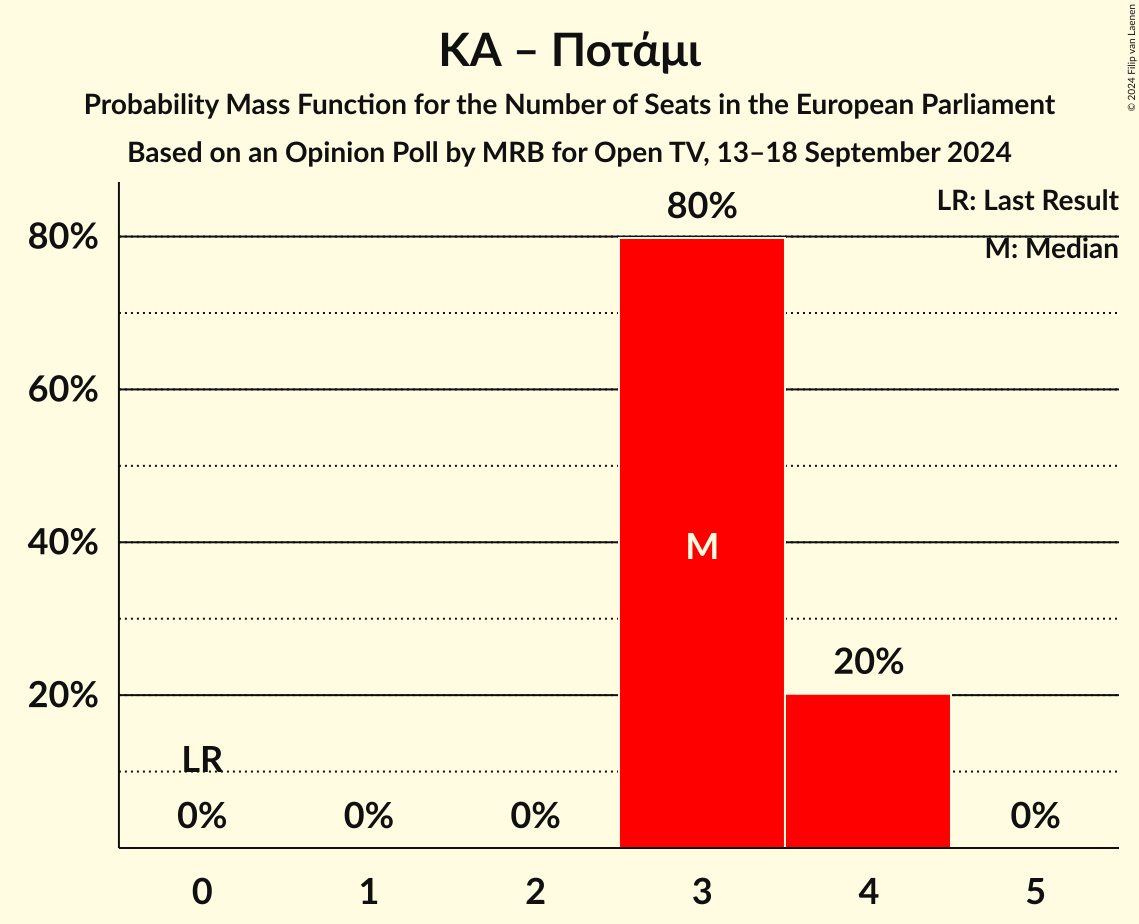 ΚΑ – Ποτάμι
Probability Mass Function for the Number of Seats in the European Parliament
Based on an Opinion Poll by MRB for Open TV, 13–18 September 2024
© 2024 Filip van Laenen
LR: Last Result
M: Median
80%
60%
40%
20%
80%
M
20%
LR
0%
0%
0%
0%
0
1
2
3
4
5